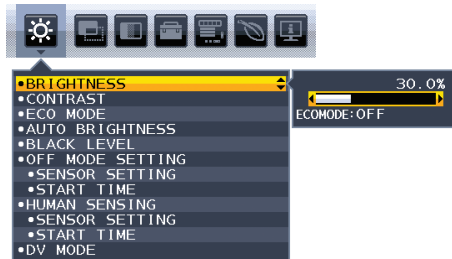 •BRIGHTNESS
•CONTRAST
•ECO MODE
•AUTO BRIGHTNESS
•BLACK LEVEL
•OFF MODE SETTING
•SENSOR SETTING
•START TIME
•HUMAN SENSING
•SENSOR SETTING
•START TIME
•DV MODE
30.0%
ECOMODE:OFF